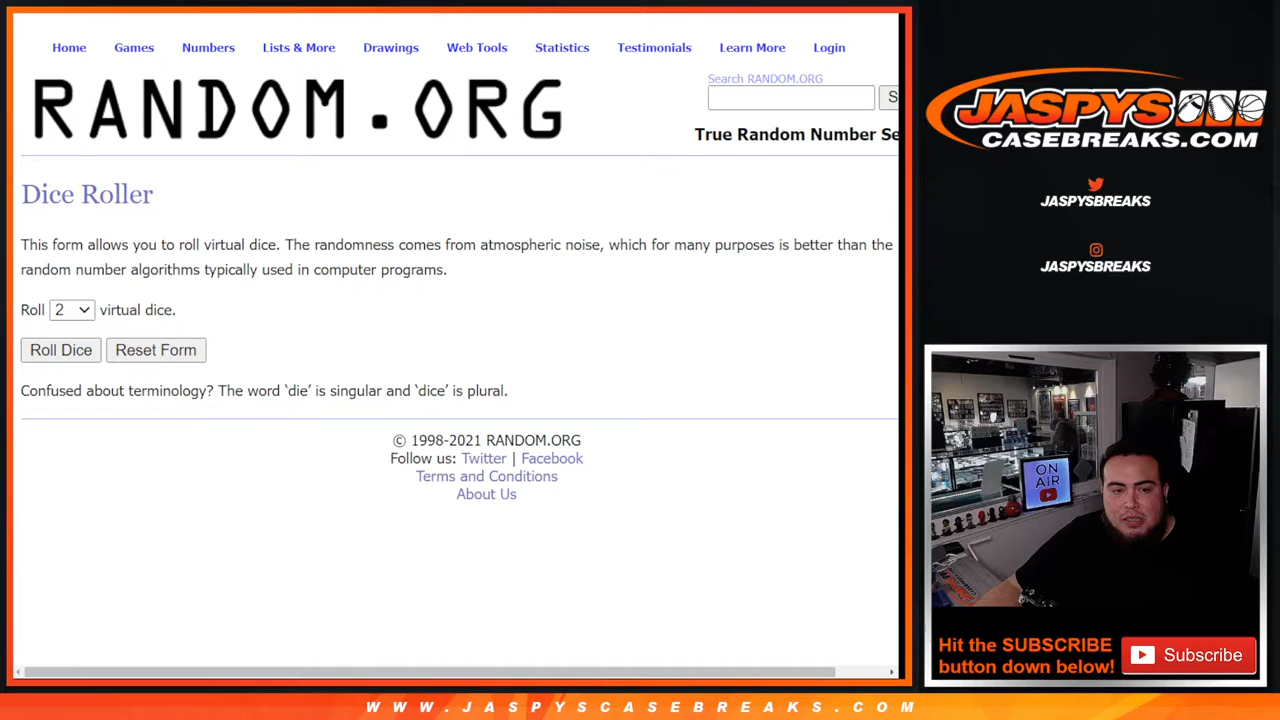 Home Games Numbers Lists & More Drawings Web Tools Statistics Testimonials Learn More Login
RANDOM.ORG
Search RANDOM.ORG
S
True Random Number Se
Dice Roller
This form allows you to roll virtual dice. The randomness comes from atmospheric noise, which for many purposes is better than the
random number algorithms typically used in computer programs.
Roll 2 virtual dice.
Roll Dice Reset Form
Confused about terminology? The word ‘die’ is singular and ‘dice’ is plural.
© 1998-2021 RANDOM.ORG
Follow us: Twitter | Facebook
Terms and Conditions
About Us
JASPYS
CASEBREAKS.COM
JASPYSBREAKS
JASPYSBREAKS
ON
AIR
Hit the SUBSCRIBE
button down below!
Subscribe
WWW.JASPYSCASEBREAKS.COM